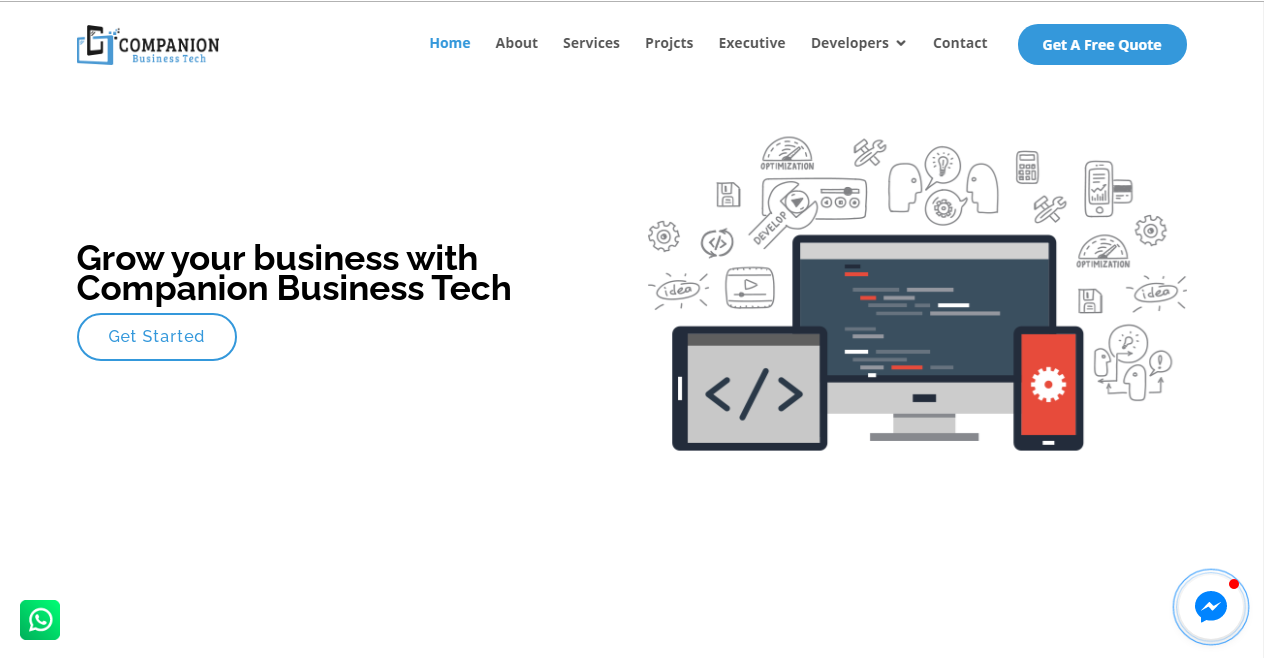 COMPANION
Business Tech
Home About Services Projcts Executive Developers Contact Get A Free Quote
OPTIMIZATION
DEVELOP
OPTIMIZATION
idea
idea
Grow your business with
Companion Business Tech
Get Started